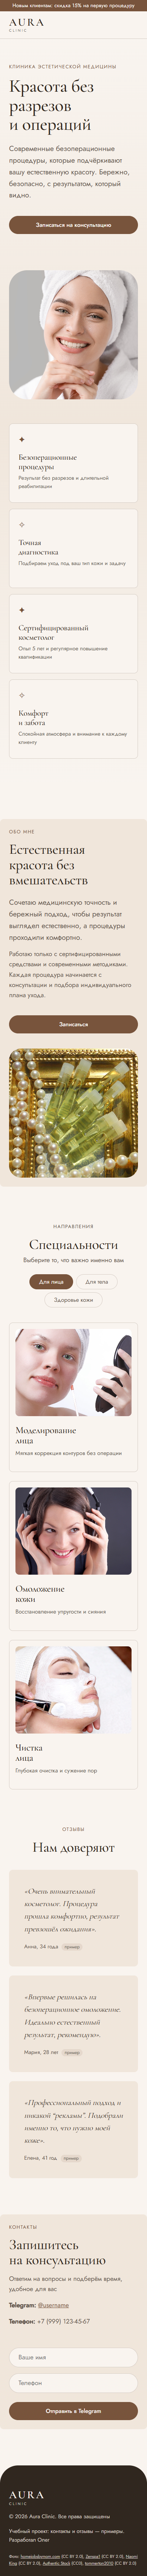 Новым клиентам: скидка 15% на первую процедуру
AURA
CLINIC
КЛИНИКА ЭСТЕТИЧЕСКОЙ МЕДИЦИНЫ
Красота без
разрезов
и операций
Современные безоперационные
процедуры, которые подчёркивают
вашу естественную красоту. Бережно,
безопасно, с результатом, который
видно.
Записаться на консультацию
Безоперационные
процедуры
Результат без разрезов и длительной
реабилитации
Точная
диагностика
Подбираем уход под ваш тип кожи и задачу
Сертифицированный
косметолог
Опыт 5 лет и регулярное повышение
квалификации
Комфорт
и забота
Спокойная атмосфера и внимание к каждому
клиенту
ОБО МНЕ
Естественная
красота без
вмешательств
Сочетаю медицинскую точность и
бережный подход, чтобы результат
выглядел естественно, а процедуры
проходили комфортно.
Работаю только с сертифицированными
средствами и современными методиками.
Каждая процедура начинается с
консультации и подбора индивидуального
плана ухода.
Записаться
НАПРАВЛЕНИЯ
Специальности
Выберите то, что важно именно вам
Для лица
Для тела
Здоровье кожи
Моделирование
лица
Мягкая коррекция контуров без операции
Омоложение
кожи
Восстановление упругости и сияния
Чистка
лица
Глубокая очистка и сужение пор
ОТЗЫВЫ
Нам доверяют
«Очень внимательный
косметолог. Процедура
прошла комфортно, результат
превзошёл ожидания».
Анна, 34 года пример
«Впервые решилась на
безоперационное омоложение.
Идеально естественный
результат, рекомендую».
Мария, 28 лет пример
«Профессиональный подход и
никакой "рекламы". Подобрали
именно то, что нужно моей
коже».
Елена, 41 год пример
КОНТАКТЫ
Запишитесь
на консультацию
Ответим на вопросы и подберём время,
удобное для вас
Telegram: @username
Телефон: +7 (999) 123-45-67
Ваше имя
Телефон
Отправить в Telegram
AURA
CLINIC
© 2026 Aura Clinic. Все права защищены
Учебный проект: контакты и отзывы — примеры.
Разработал Олег